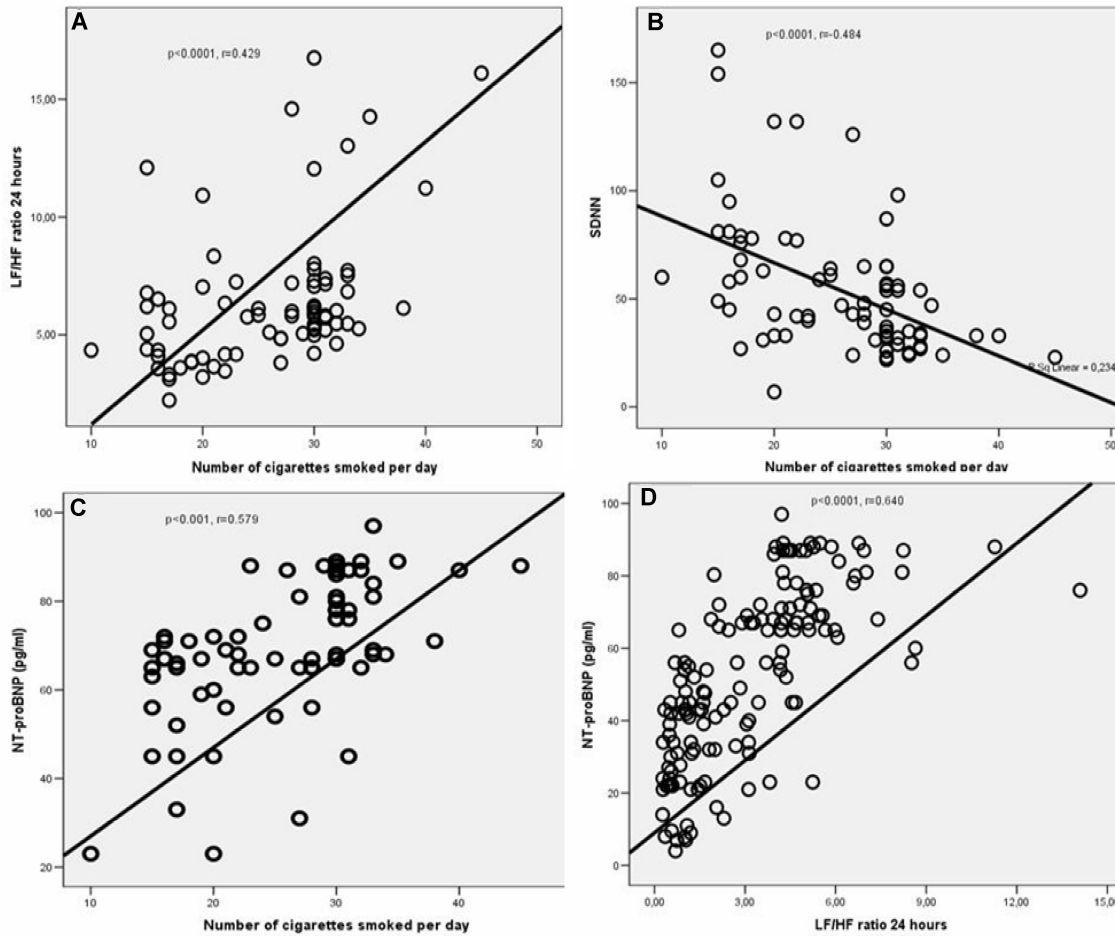 A
p<0.0001, r=0.429
15,00
10,00
5,00
LF/HF ratio 24 hours
10 20 30 40 50
Number of cigarettes smoked per day
B
p<0.0001, r=-0.484
150
100
50
0
SDNN
R Sq Linear = 0,234
10 20 30 40 50
Number of cigarettes smoked per day
C
p<0.001, r=0.579
100
80
60
40
20
NT-proBNP (pg/ml)
10 20 30 40
Number of cigarettes smoked per day
D
p<0.0001, r=0.640
100
80
60
40
20
0
NT-proBNP (pg/ml)
0,00 3,00 6,00 9,00 12,00 15,00
LF/HF ratio 24 hours